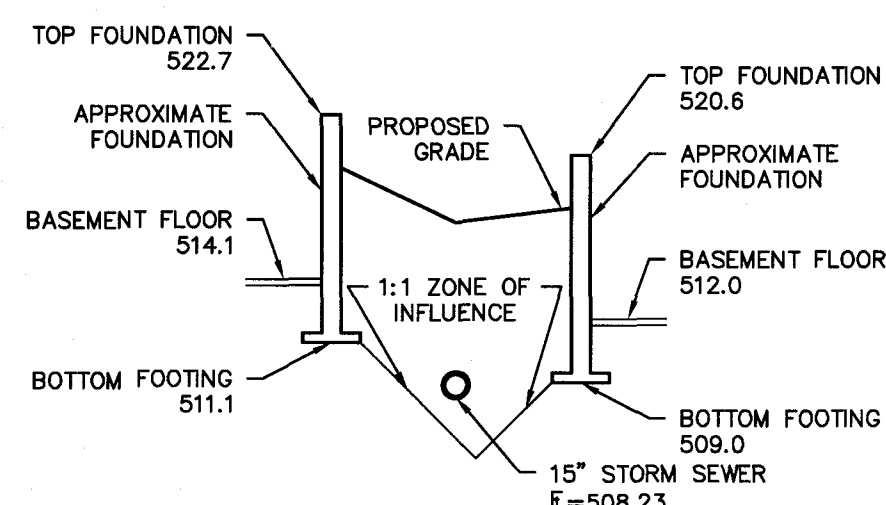 TOP FOUNDATION
522.7
APPROXIMATE
FOUNDATION
BASEMENT FLOOR
514.1
BOTTOM FOOTING
511.1
PROPOSED
GRADE
1:1 ZONE OF
INFLUENCE
TOP FOUNDATION
520.6
APPROXIMATE
FOUNDATION
BASEMENT FLOOR
512.0
BOTTOM FOOTING
509.0
15" STORM SEWER
=508.23